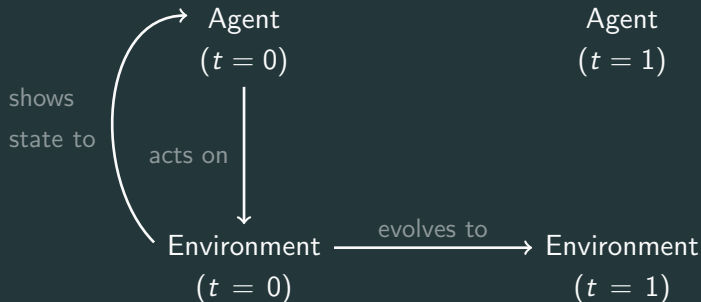 Agent
(t = 0)
Agent
(t = 1)
shows
state to
acts on
evolves to
Environment
(t = 0)
Environment
(t = 1)